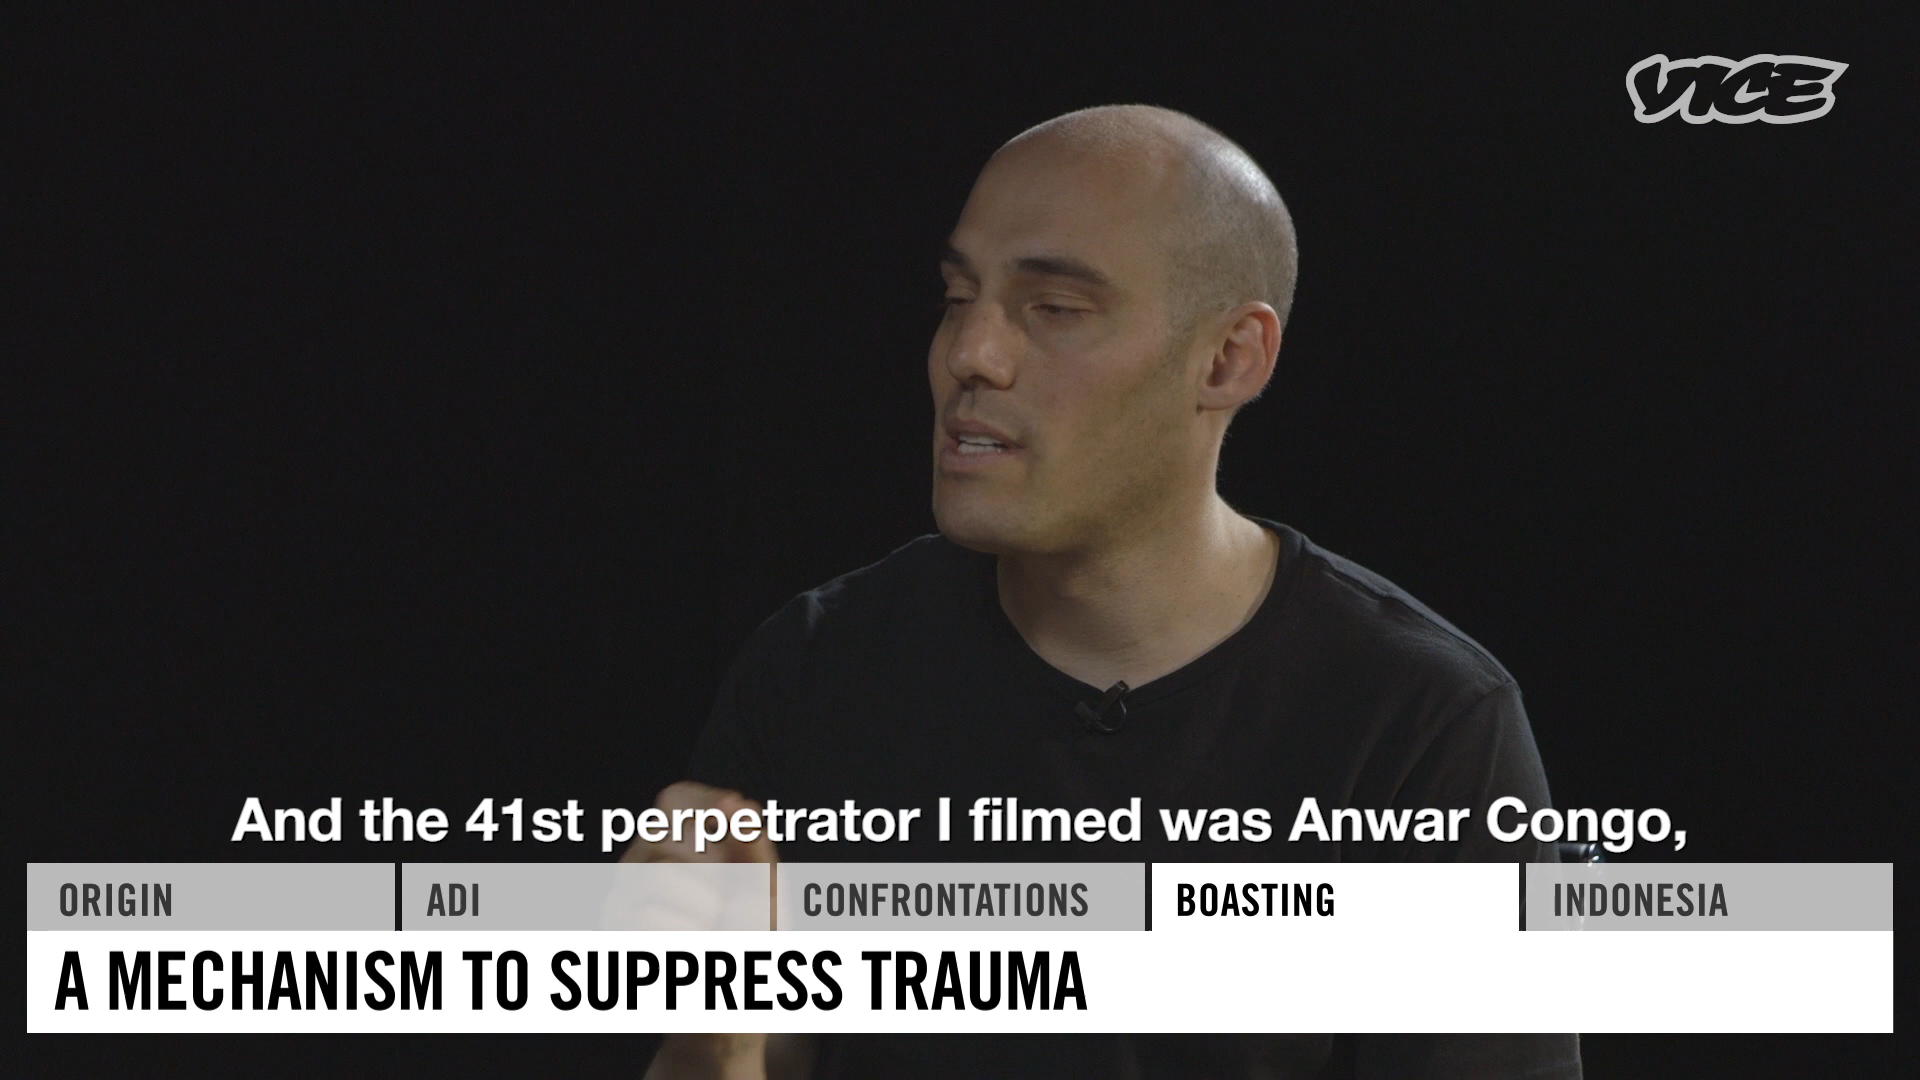 VICE
And the 41st perpetrator I filmed was Anwar Congo,
ORIGIN
ADI
CONFRONTATIONS
BOASTING
INDONESIA
A MECHANISM TO SUPPRESS TRAUMA